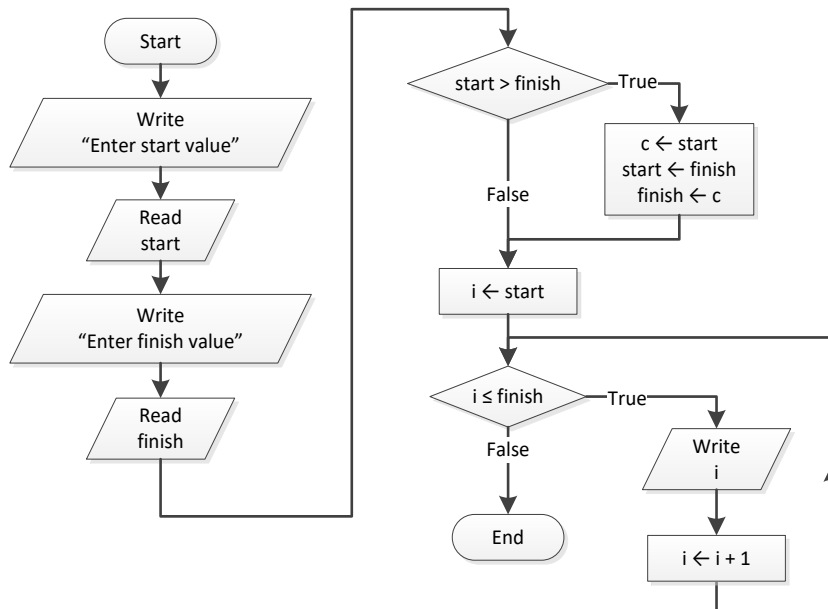 Start
Write
“Enter start value”
Read
start
Write
“Enter finish value”
Read
finish
start > finish
True
c ← start
start ← finish
finish ← c
False
i ← start
i ≤ finish
True
Write
i
False
End
i ← i + 1